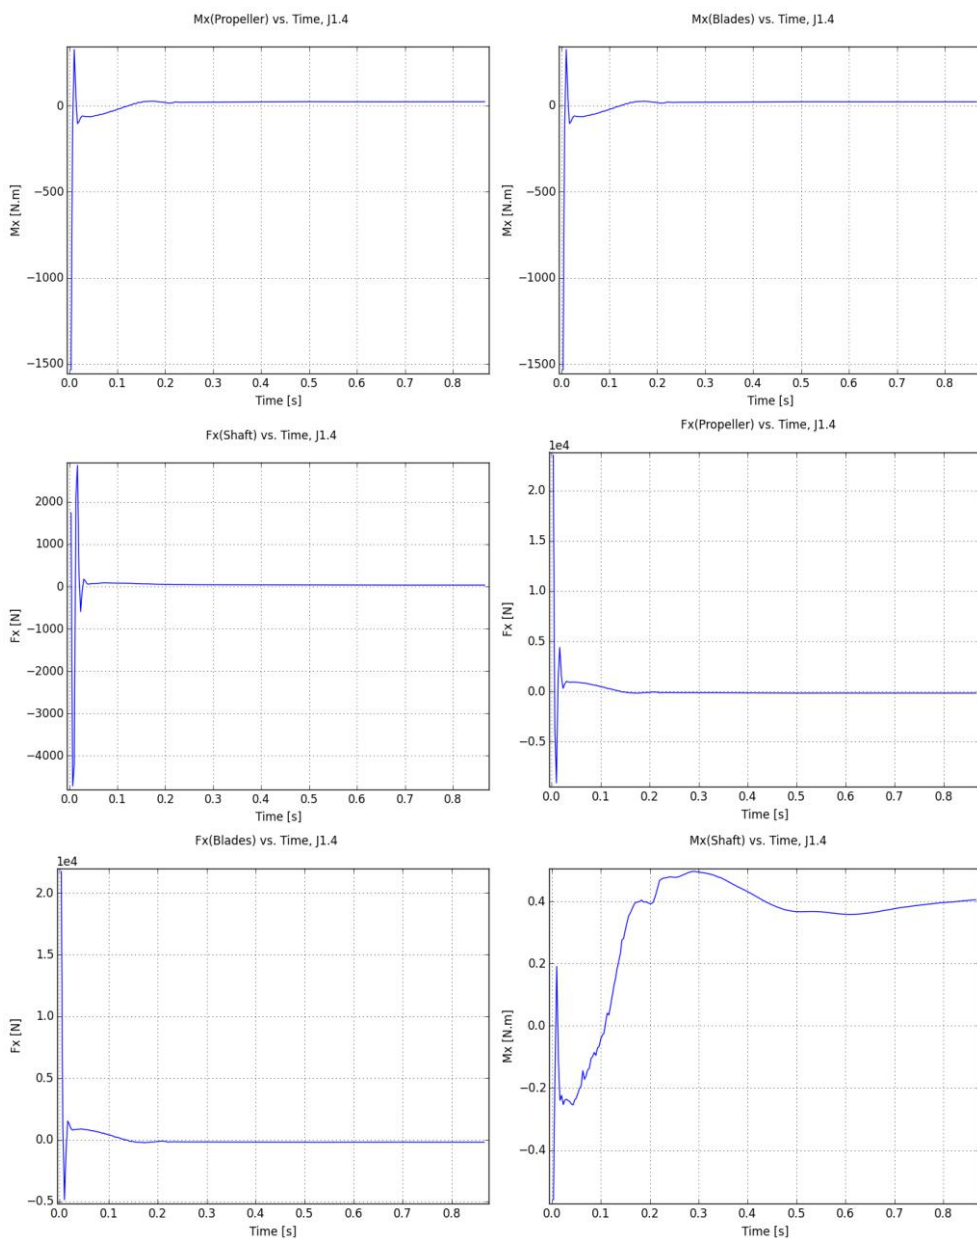 Mx(Propeller) vs. Time, J1.4
Mx [N.m]
0
−500
−1000
−1500
0.0 0.1 0.2 0.3 0.4 0.5 0.6 0.7 0.8
Time [s]
Mx(Blades) vs. Time, J1.4
Mx [N.m]
0
−500
−1000
−1500
0.0 0.1 0.2 0.3 0.4 0.5 0.6 0.7 0.8
Time [s]
Fx(Shaft) vs. Time, J1.4
Fx [N]
2000
1000
0
−1000
−2000
−3000
−4000
0.0 0.1 0.2 0.3 0.4 0.5 0.6 0.7 0.8
Time [s]
Fx(Propeller) vs. Time, J1.4
1e4
Fx [N]
2.0
1.5
1.0
0.5
0.0
−0.5
0.0 0.1 0.2 0.3 0.4 0.5 0.6 0.7 0.8
Time [s]
Fx(Blades) vs. Time, J1.4
1e4
Fx [N]
2.0
1.5
1.0
0.5
0.0
−0.5
0.0 0.1 0.2 0.3 0.4 0.5 0.6 0.7 0.8
Time [s]
Mx(Shaft) vs. Time, J1.4
Mx [N.m]
0.4
0.2
0.0
−0.2
−0.4
0.0 0.1 0.2 0.3 0.4 0.5 0.6 0.7 0.8
Time [s]